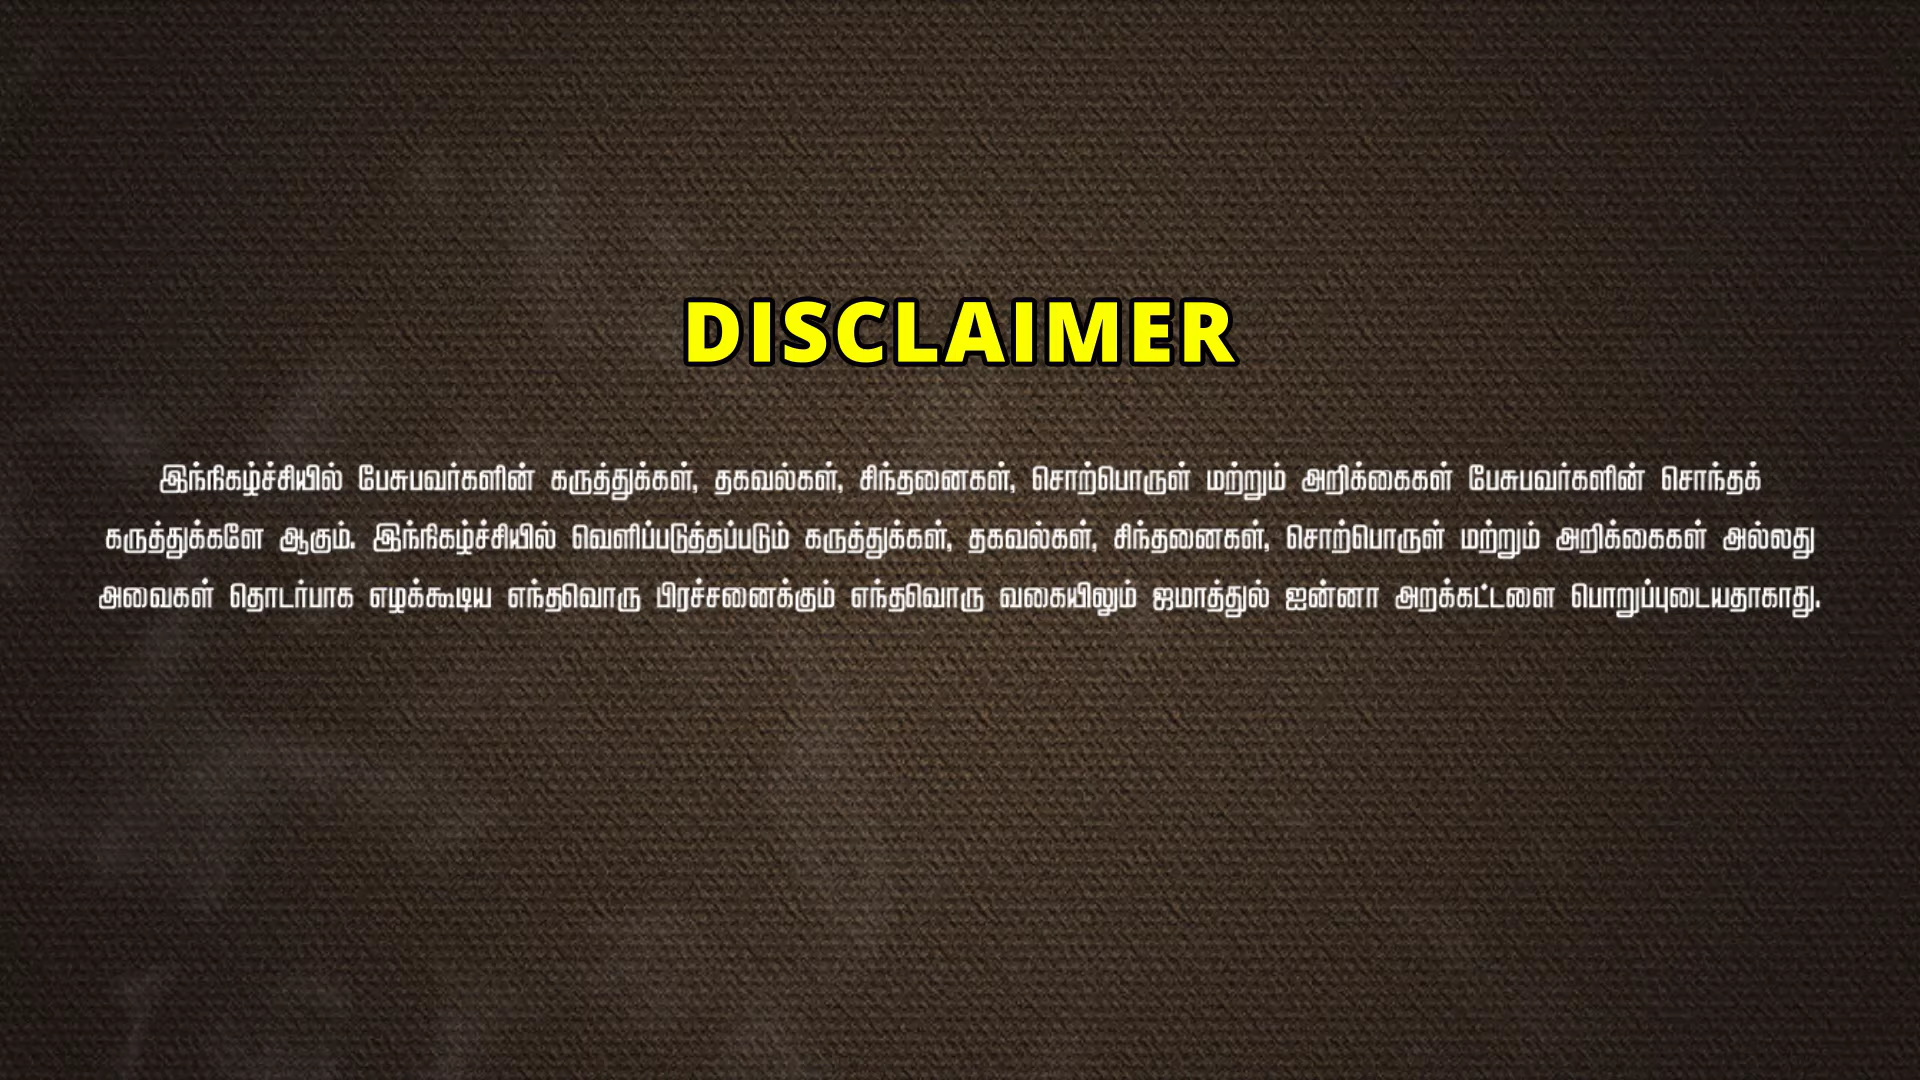 DISCLAIMER
இந்நிகழ்ச்சியில் பேசுபவர்களின் கருத்துக்கள், தகவல்கள், சிந்தனைகள், சொற்பொருள் மற்றும் அறிக்கைகள் பேசுபவர்களின் சொந்தக்
கருத்துக்களே ஆகும். இந்நிகழ்ச்சியில் வெளிப்படுத்தப்படும் கருத்துக்கள், தகவல்கள், சிந்தனைகள், சொற்பொருள் மற்றும் அறிக்கைகள் அல்லது
அவைகள் தொடர்பாக எழக்கூடிய எந்தவொரு பிரச்சனைக்கும் எந்தவொரு வகையிலும் ஐமாத்துல் ஐன்னா அறக்கட்டளை பொறுப்புடையதாகாது.